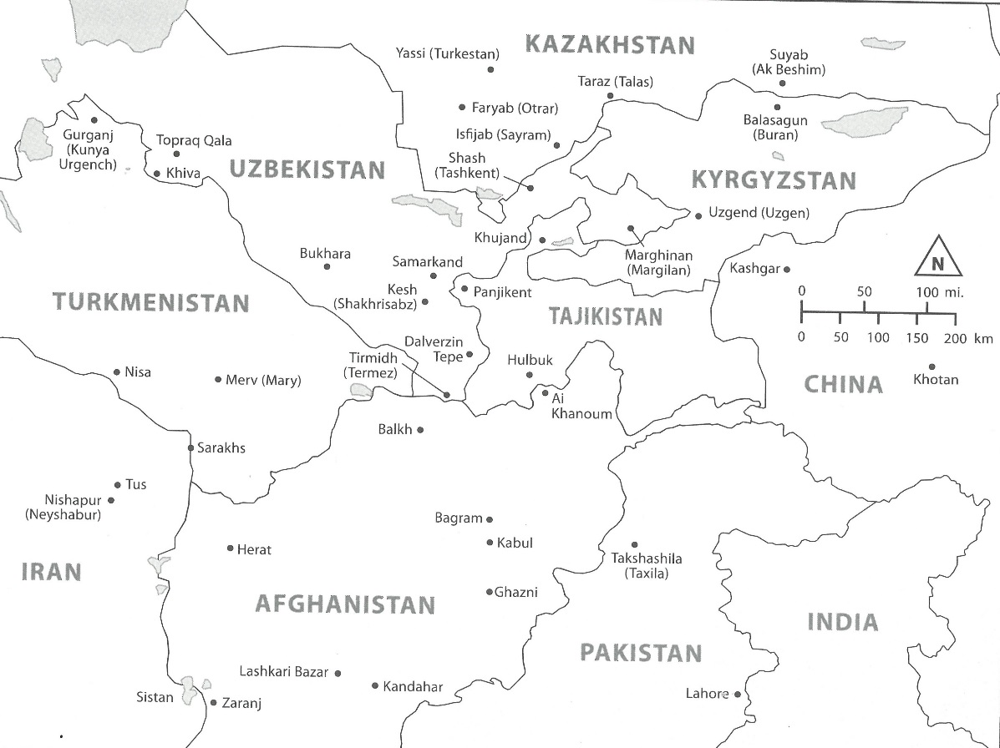 KAZAKHSTAN
Yassi (Turkestan)
Suyab
(Ak Beshim)
Taraz (Talas)
Faryab (Otrar)
Balasagun
(Buran)
Isfijab (Sayram)
Gurganj
(Kunya
Urgench)
Topraq Qala
Khiva
UZBEKISTAN
Shash
(Tashkent)
KYRGYZSTAN
Uzgend (Uzgen)
Khujand
Marghinan
(Margilan)
Bukhara
Samarkand
Kashgar
N
0 50 100 mi.
0 50 100 150 200 km
Kesh
(Shakhrisabz)
Panjikent
TURKMENISTAN
TAJIKISTAN
Dalverzin
Tepe
Tirmidh
(Termez)
Hulbuk
Nisa
Merv (Mary)
Ai
Khanoum
CHINA
Khotan
Balkh
Sarakhs
Tus
Nishapur
(Neyshabur)
Bagram
Kabul
Herat
Takshashila
(Taxila)
IRAN
Ghazni
AFGHANISTAN
INDIA
PAKISTAN
Lashkari Bazar
Kandahar
Sistan
Zaranj
Lahore